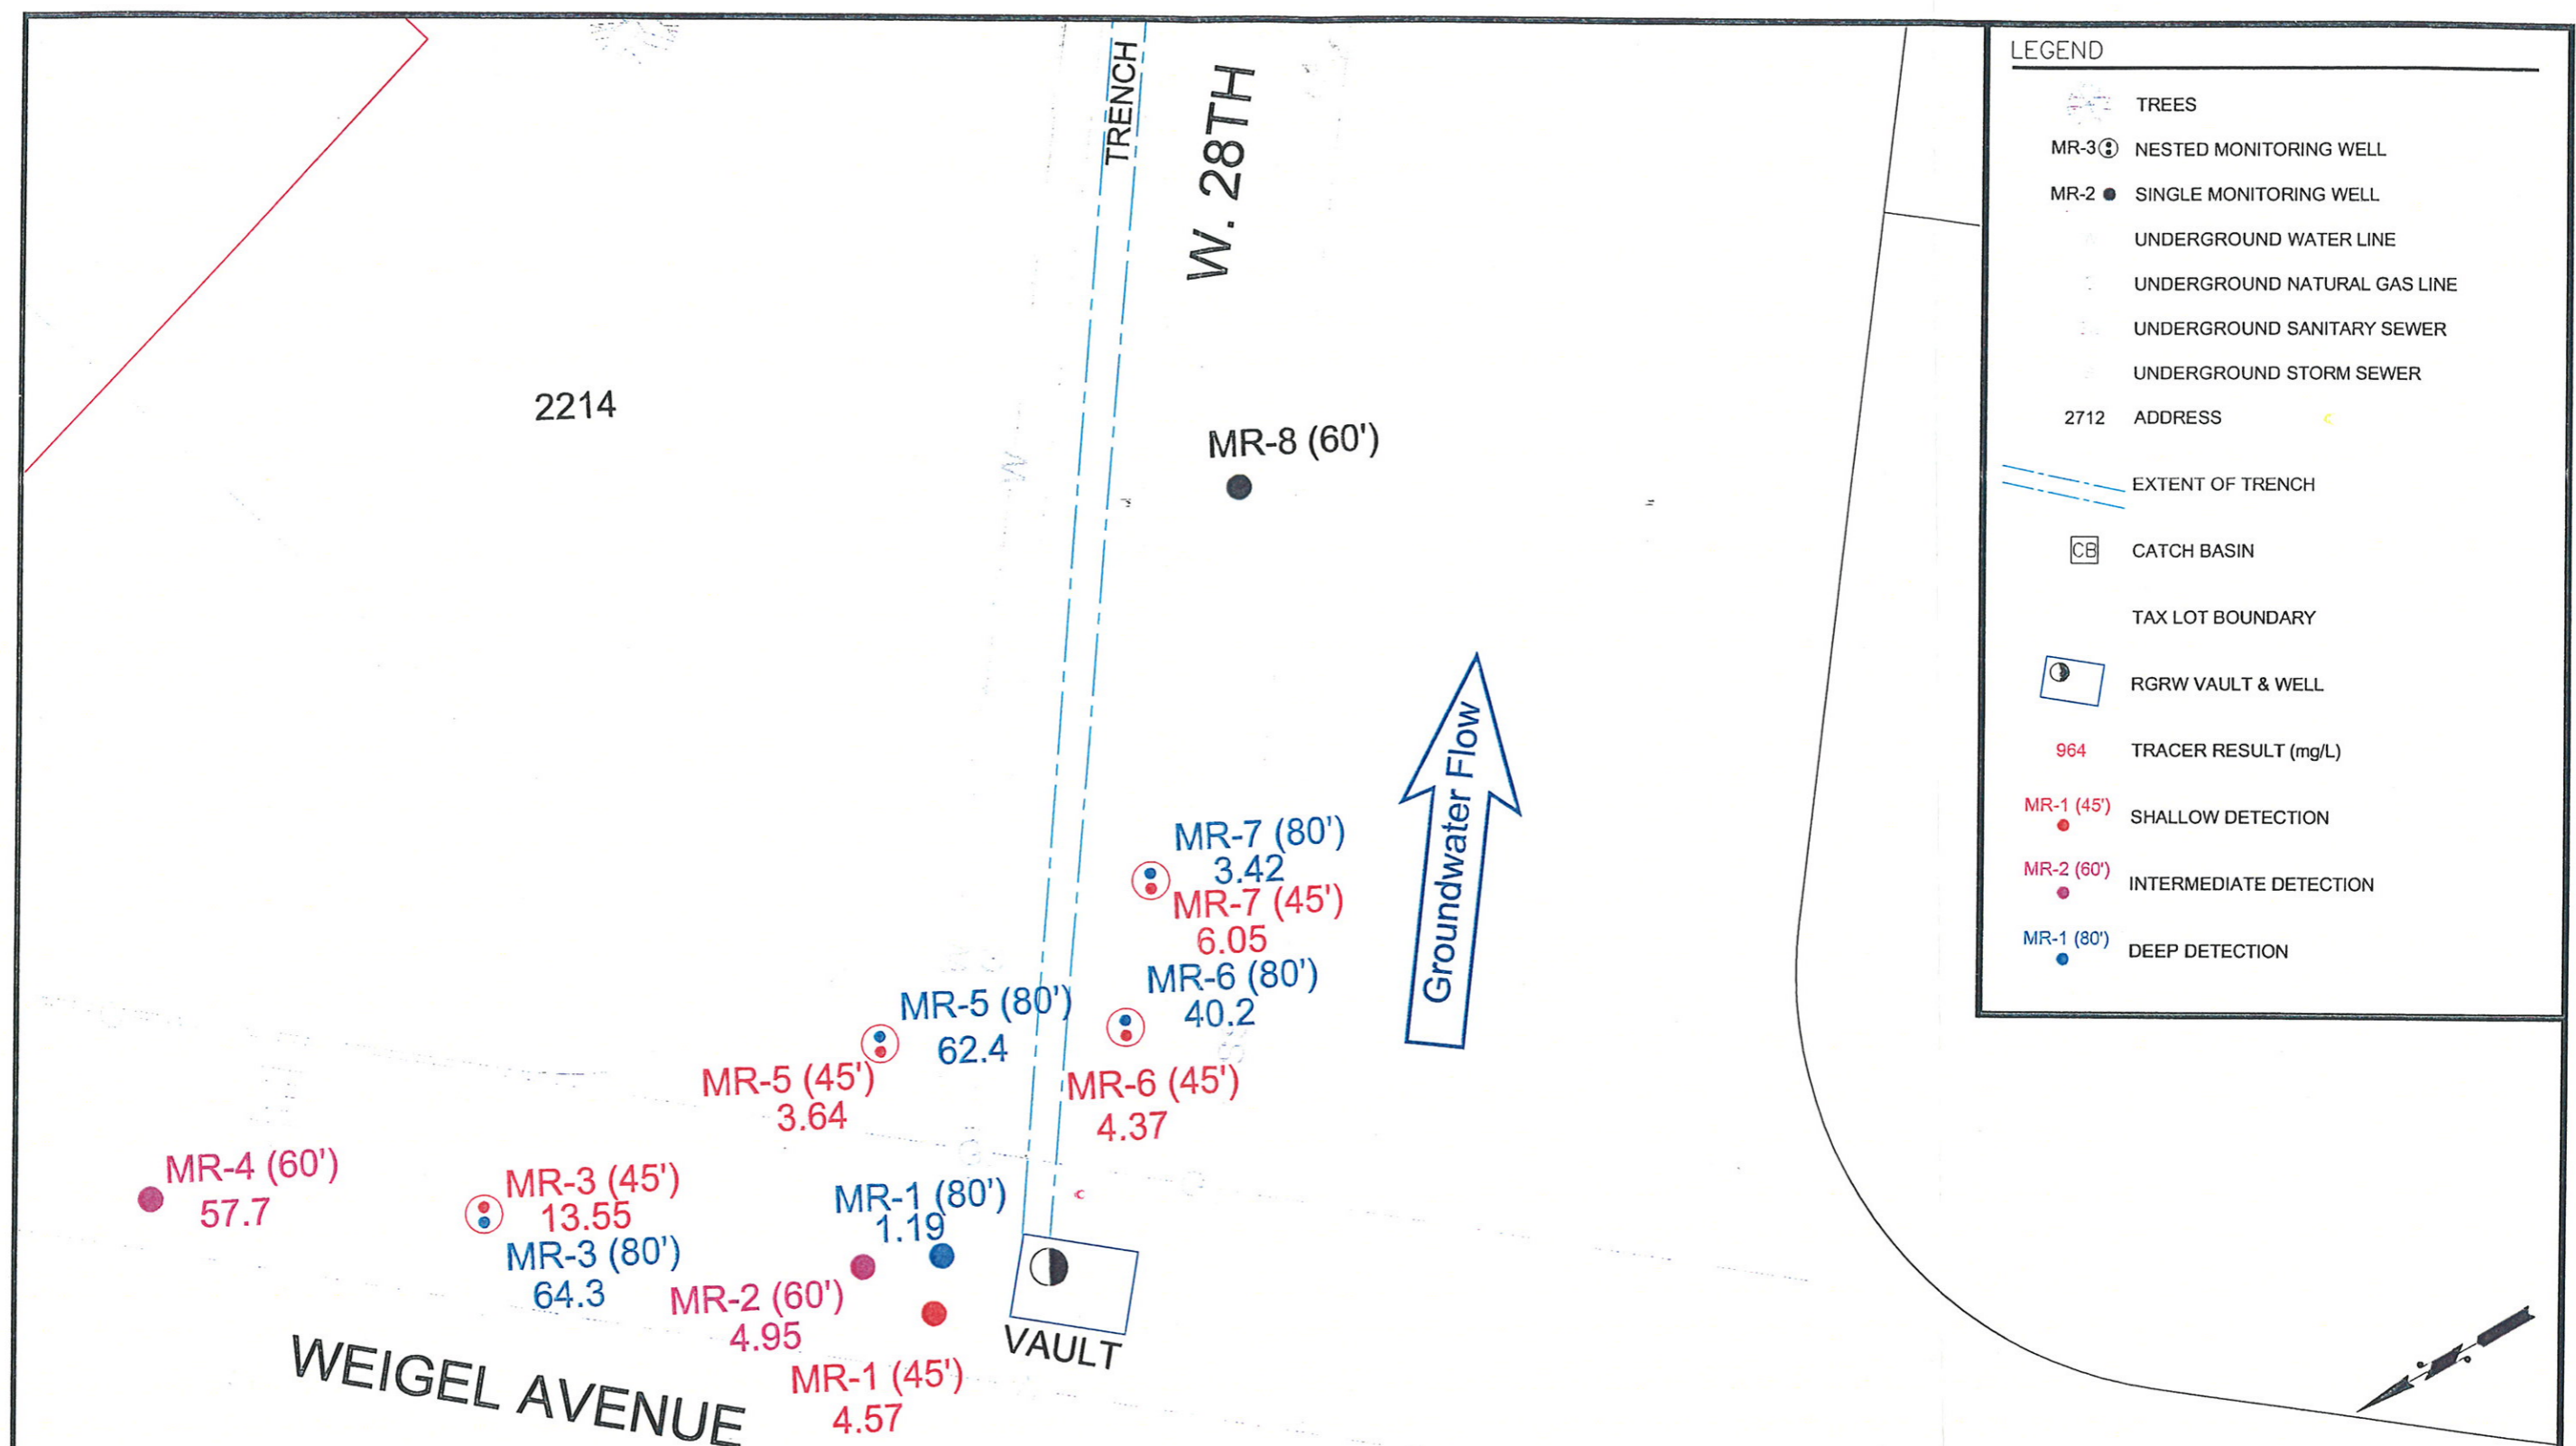 TRENCH
W. 28TH
2214
MR-8 (60')
W
Groundwater Flow
MR-7 (80')
3.42
MR-7 (45')
6.05
MR-6 (80')
40.2
MR-5 (80')
62.4
MR-5 (45')
3.64
MR-6 (45')
4.37
MR-4 (60')
57.7
MR-3 (45')
13.55
MR-3 (80')
64.3
MR-1 (80')
1.19
MR-2 (60')
4.95
MR-1 (45')
4.57
VAULT
WEIGEL AVENUE
LEGEND
TREES
MR-3 NESTED MONITORING WELL
MR-2 SINGLE MONITORING WELL
UNDERGROUND WATER LINE
UNDERGROUND NATURAL GAS LINE
UNDERGROUND SANITARY SEWER
UNDERGROUND STORM SEWER
2712 ADDRESS
EXTENT OF TRENCH
CB CATCH BASIN
TAX LOT BOUNDARY
RGRW VAULT & WELL
964 TRACER RESULT (mg/L)
MR-1 (45') SHALLOW DETECTION
MR-2 (60') INTERMEDIATE DETECTION
MR-1 (80') DEEP DETECTION